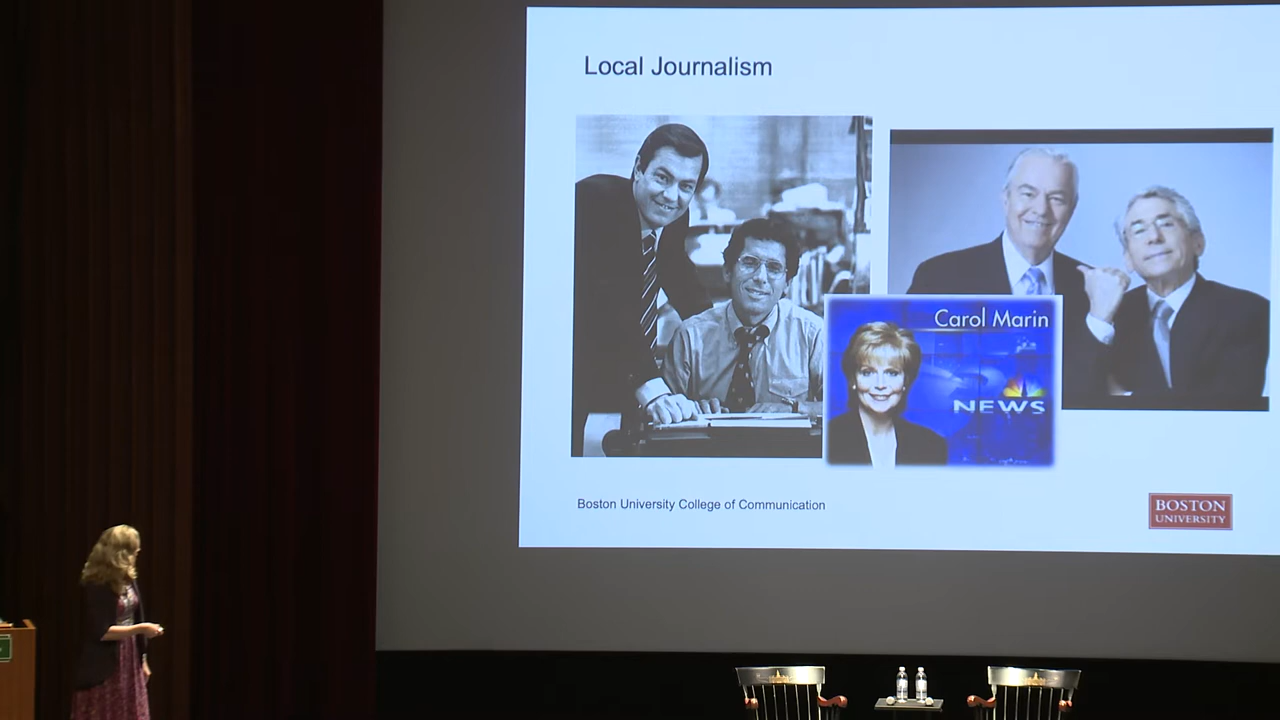 Local Journalism
Carol Marin
NEWS
Boston University College of Communication
BOSTON
UNIVERSITY